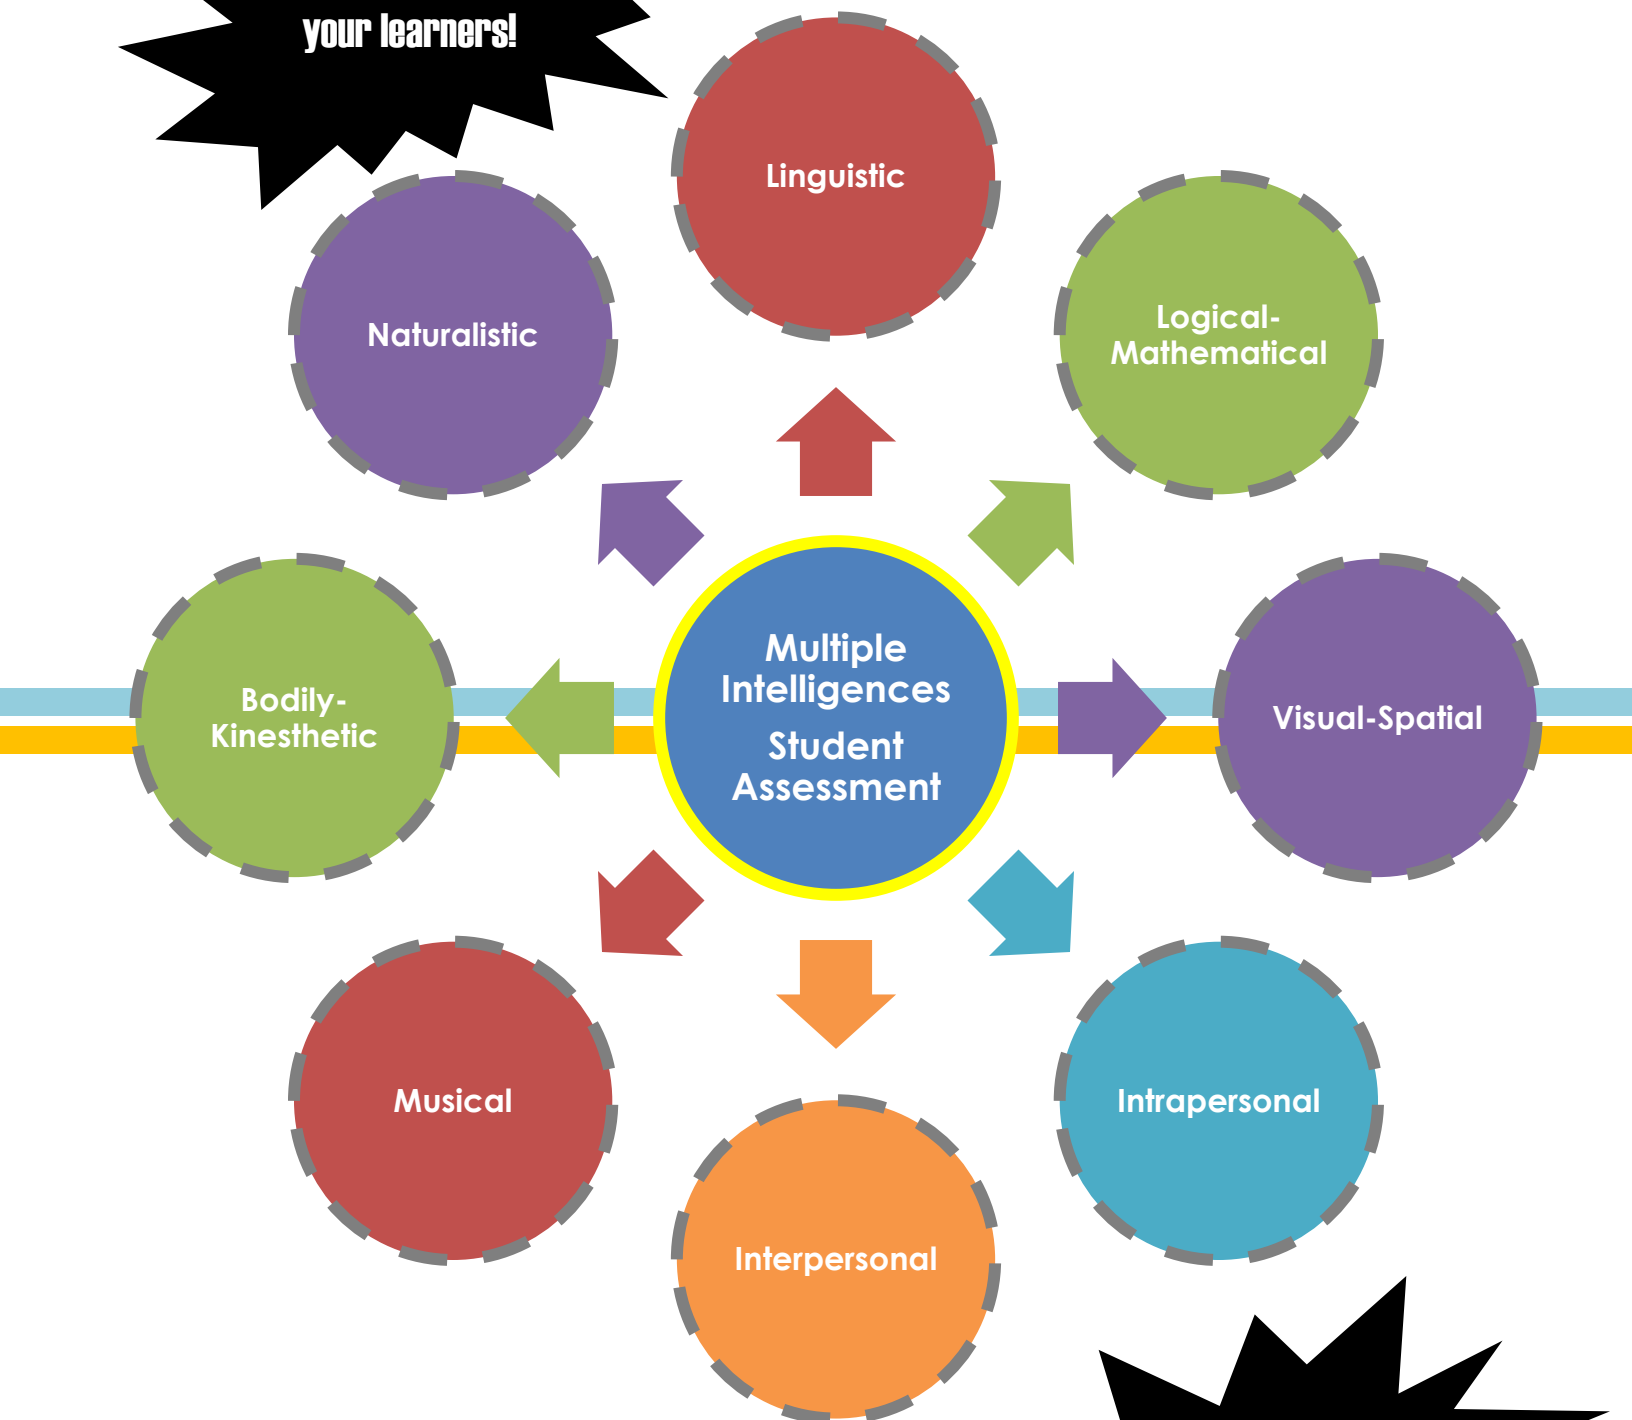 your learners!
Linguistic
Logical-
Mathematical
Naturalistic
Multiple
Intelligences
Student
Assessment
Bodily-
Kinesthetic
Visual-Spatial
Musical
Intrapersonal
Interpersonal